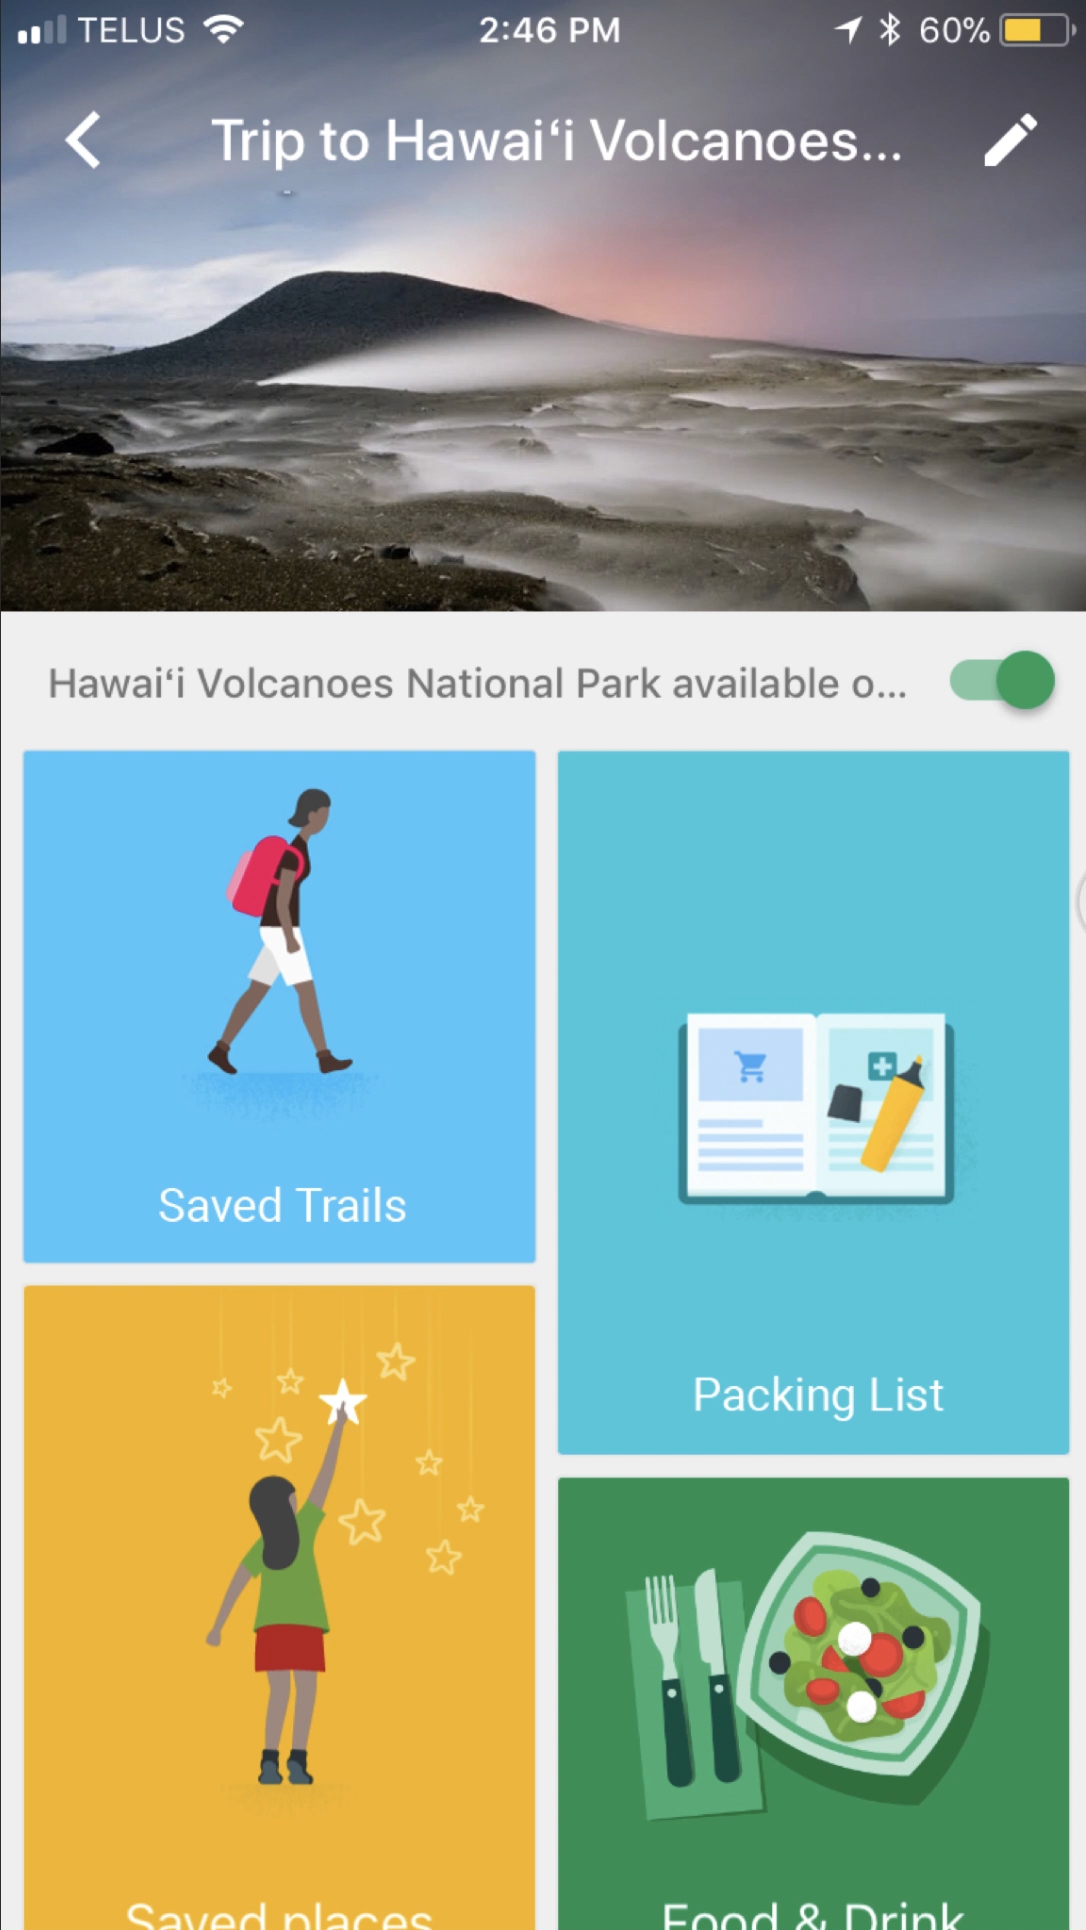 TELUS 2:46 PM 60%
Trip to Hawaiʻi Volcanoes...
Hawaiʻi Volcanoes National Park available o...
Saved Trails
Packing List
Saved places
Food & Drink